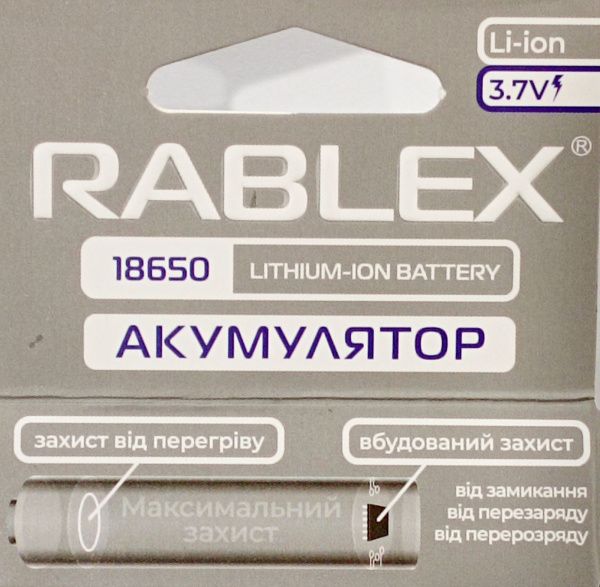 Li-ion
3.7V
RABLEX®
18650 LITHIUM-ION BATTERY
АКУМУЛЯТОР
захист від перегріву
вбудований захист
Максимальний
захист
від замикання
від перезаряду
від перерозряду